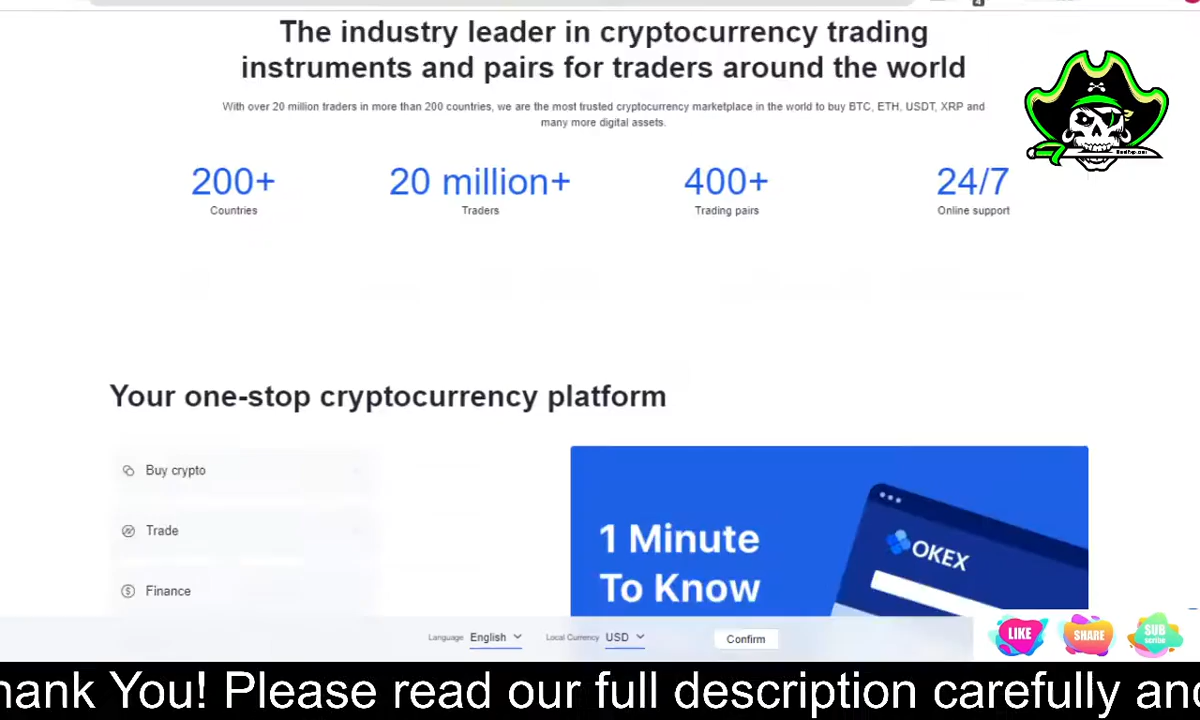 The industry leader in cryptocurrency trading
instruments and pairs for traders around the world
With over 20 million traders in more than 200 countries, we are the most trusted cryptocurrency marketplace in the world to buy BTC, ETH, USDT, XRP and
many more digital assets.
200+ 20 million+ 400+ 24/7
Countries Traders Trading pairs Online support
Your one-stop cryptocurrency platform
Buy crypto
Trade
Finance
1 Minute
To Know
OKEX
Language English Local Currency USD Confirm
LIKE SHARE SUB
scribe
hank You! Please read our full description carefully and